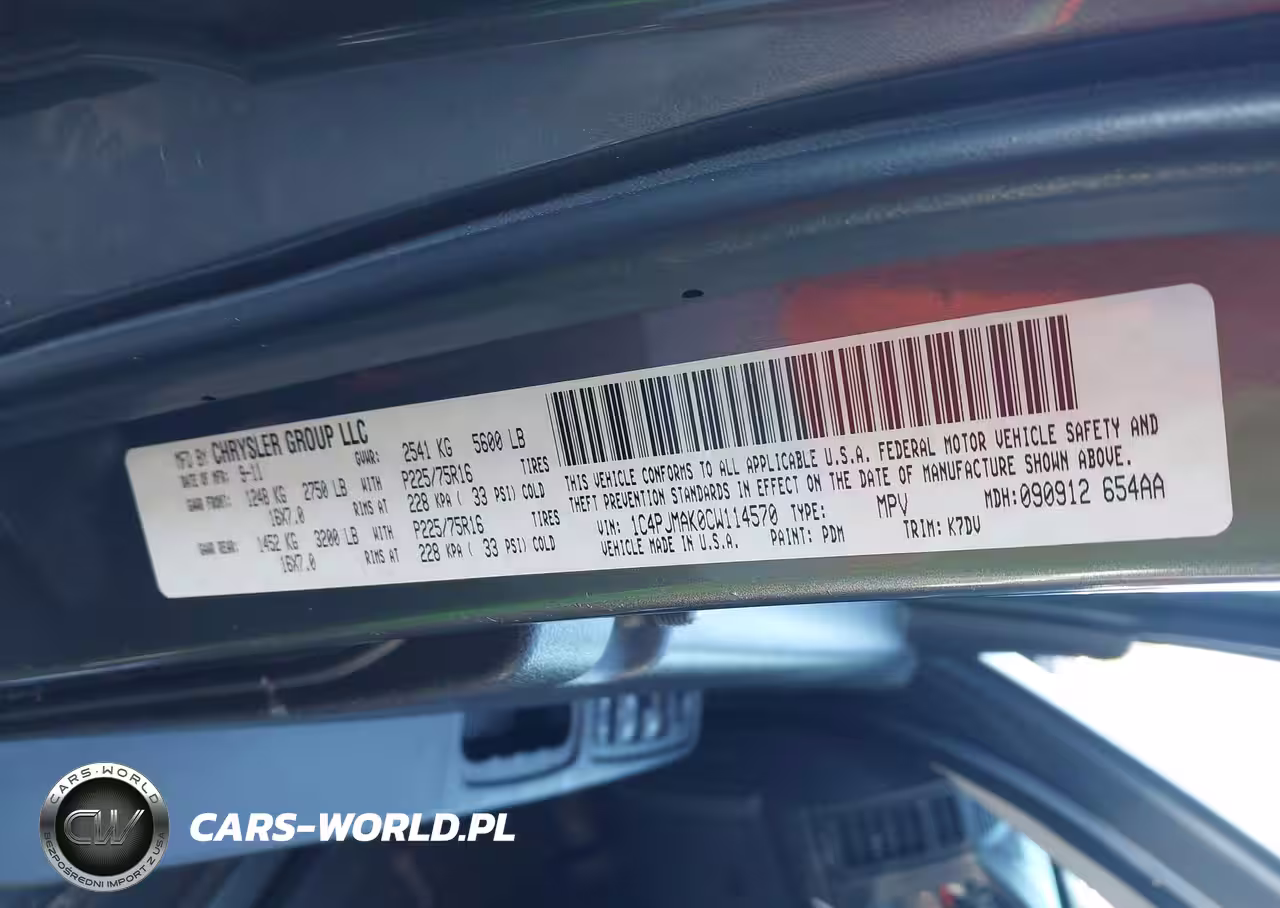 MFD BY CHRYSLER GROUP LLC
DATE OF MFR: 9-11 GVWR: 2541 KG 5600 LB
GAWR FRONT: 1248 KG 2750 LB WITH P225/75R16 TIRES
16X7.0 RIMS AT 228 KPA ( 33 PSI) COLD
GAWR REAR: 1452 KG 3200 LB WITH P225/75R16 TIRES
16X7.0 RIMS AT 228 KPA ( 33 PSI) COLD
THIS VEHICLE CONFORMS TO ALL APPLICABLE U.S.A. FEDERAL MOTOR VEHICLE SAFETY AND
THEFT PREVENTION STANDARDS IN EFFECT ON THE DATE OF MANUFACTURE SHOWN ABOVE.
VIN: 1C4PJMAK0CW114570 TYPE: MPV MDH:090912 654AA
VEHICLE MADE IN U.S.A. PAINT: PDM TRIM: K7DV
CARS-WORLD
CW
BEZPOŚREDNI IMPORT Z USA
CARS-WORLD.PL